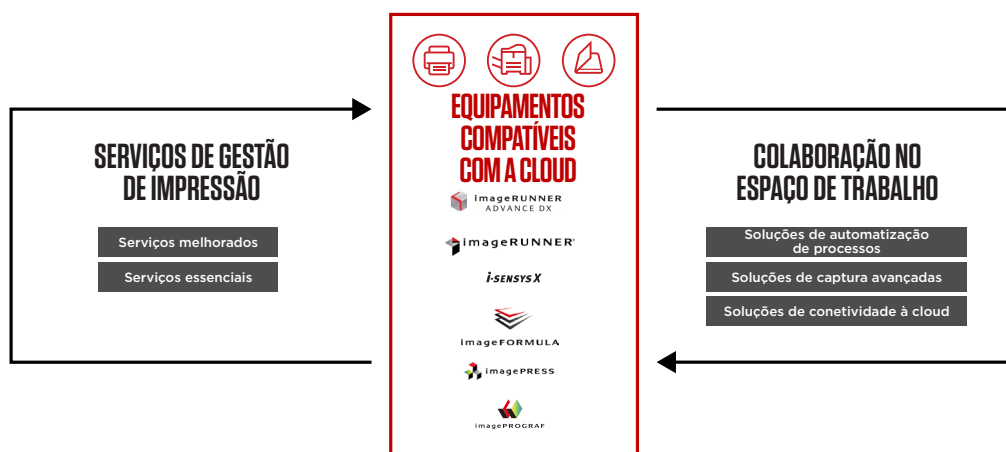 SERVIÇOS DE GESTÃO
DE IMPRESSÃO
Serviços melhorados
Serviços essenciais
EQUIPAMENTOS
COMPATÍVEIS
COM A CLOUD
imageRUNNER
ADVANCE DX
imageRUNNER
i-SENSYS X
imageFORMULA
imagePRESS
imagePROGRAF
COLABORAÇÃO NO
ESPAÇO DE TRABALHO
Soluções de automatização
de processos
Soluções de captura avançadas
Soluções de conetividade à cloud